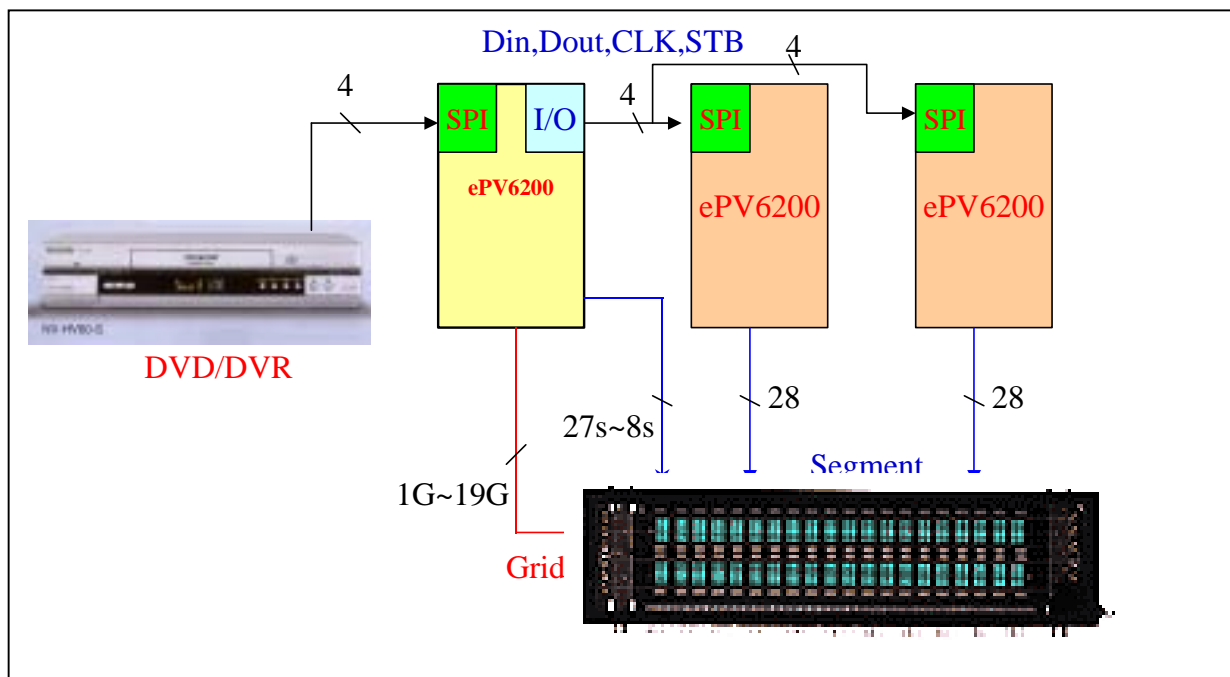 Din,Dout,CLK,STB
4
4
4
SPI
I/O
SPI
SPI
ePV6200
ePV6200
ePV6200
DVD/DVR
28
28
27s~8s
Segment
1G~19G
Grid